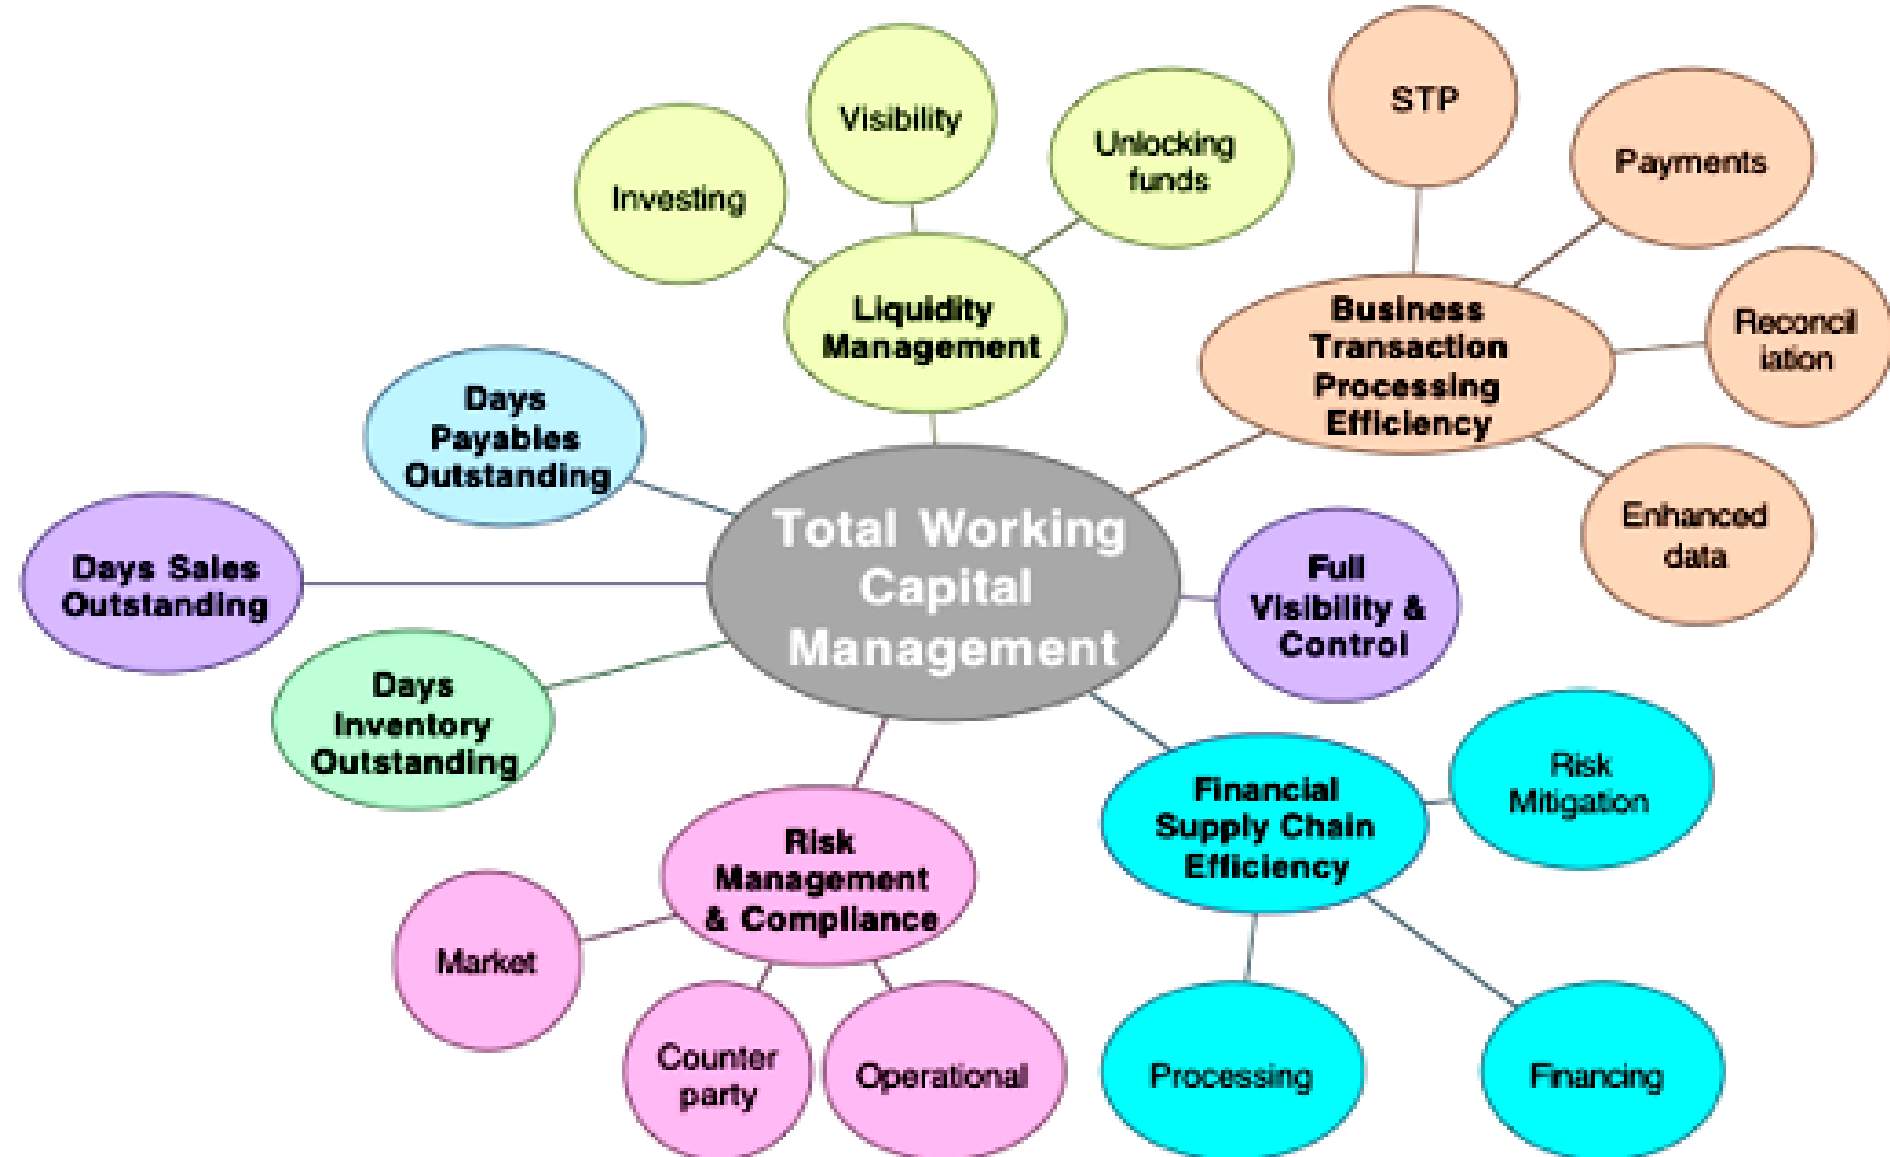 STP
Visibility
Unlocking
funds
Payments
Investing
Liquidity
Management
Business
Transaction
Processing
Efficiency
Reconcil
iation
Days
Payables
Outstanding
Enhanced
data
Total Working
Capital
Management
Full
Visibility &
Control
Days Sales
Outstanding
Days
Inventory
Outstanding
Risk
Mitigation
Financial
Supply Chain
Efficiency
Risk
Management
& Compliance
Market
Counter
party
Operational
Processing
Financing